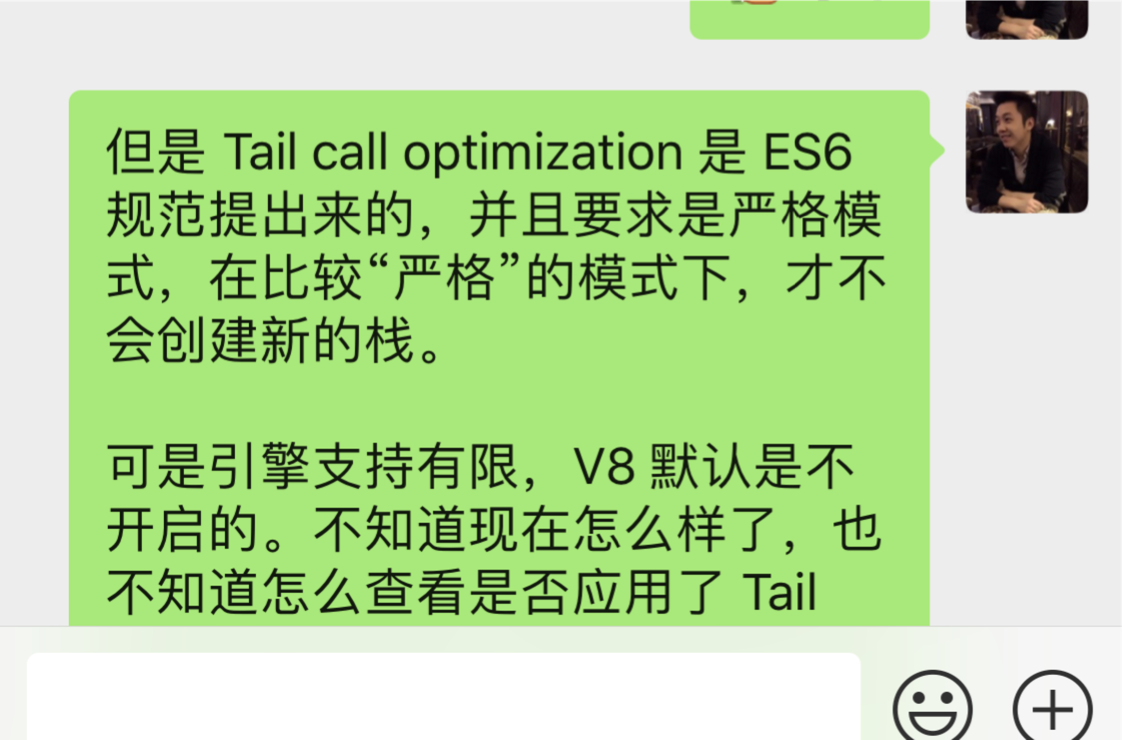 但是 Tail call optimization 是 ES6
规范提出来的，并且要求是严格模
式，在比较“严格”的模式下，才不
会创建新的栈。
可是引擎支持有限，V8 默认是不
开启的。不知道现在怎么样了，也
不知道怎么查看是否应用了 Tail